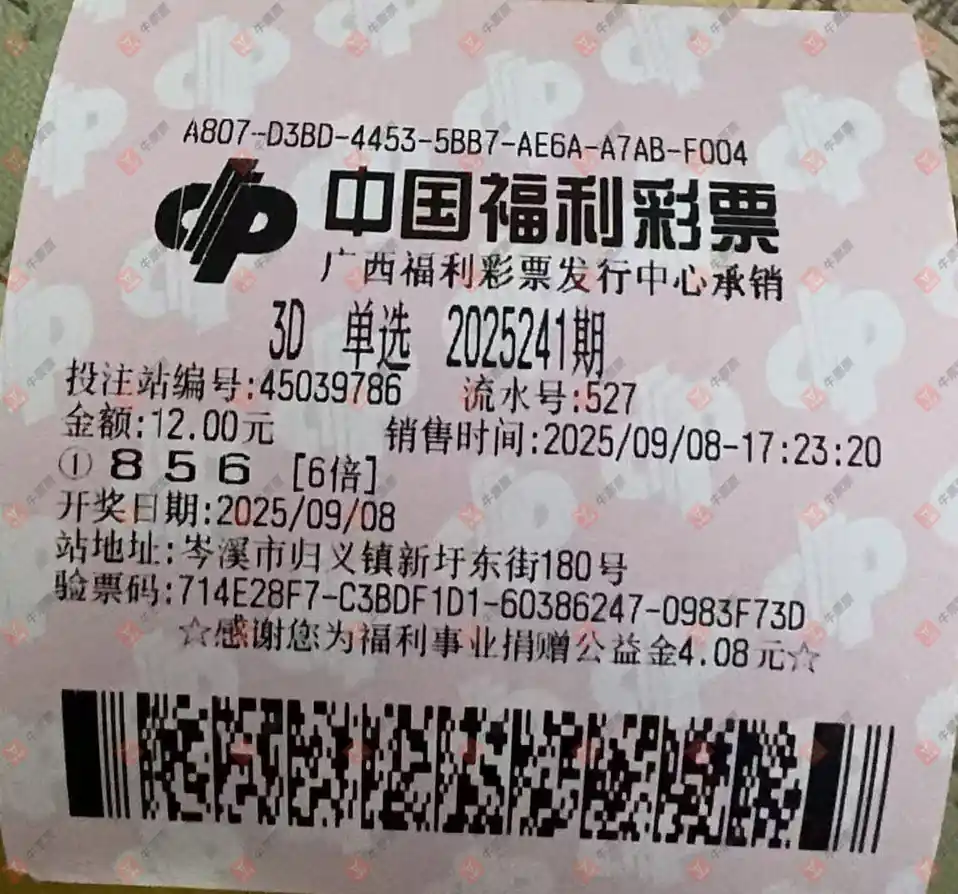 A807-D3BD-4453-5BB7-AE6A-A7AB-F004
中国福利彩票
广西福利彩票发行中心承销
3D 单选 2025241期
投注站编号:45039786 流水号:527
金额:12.00元 销售时间:2025/09/08-17:23:20
① 8 5 6 [6倍]
开奖日期:2025/09/08
站地址:岑溪市归义镇新圩东街180号
验票码:714E28F7-C3BDF1D1-60386247-0983F73D
☆感谢您为福利事业捐赠公益金4.08元☆